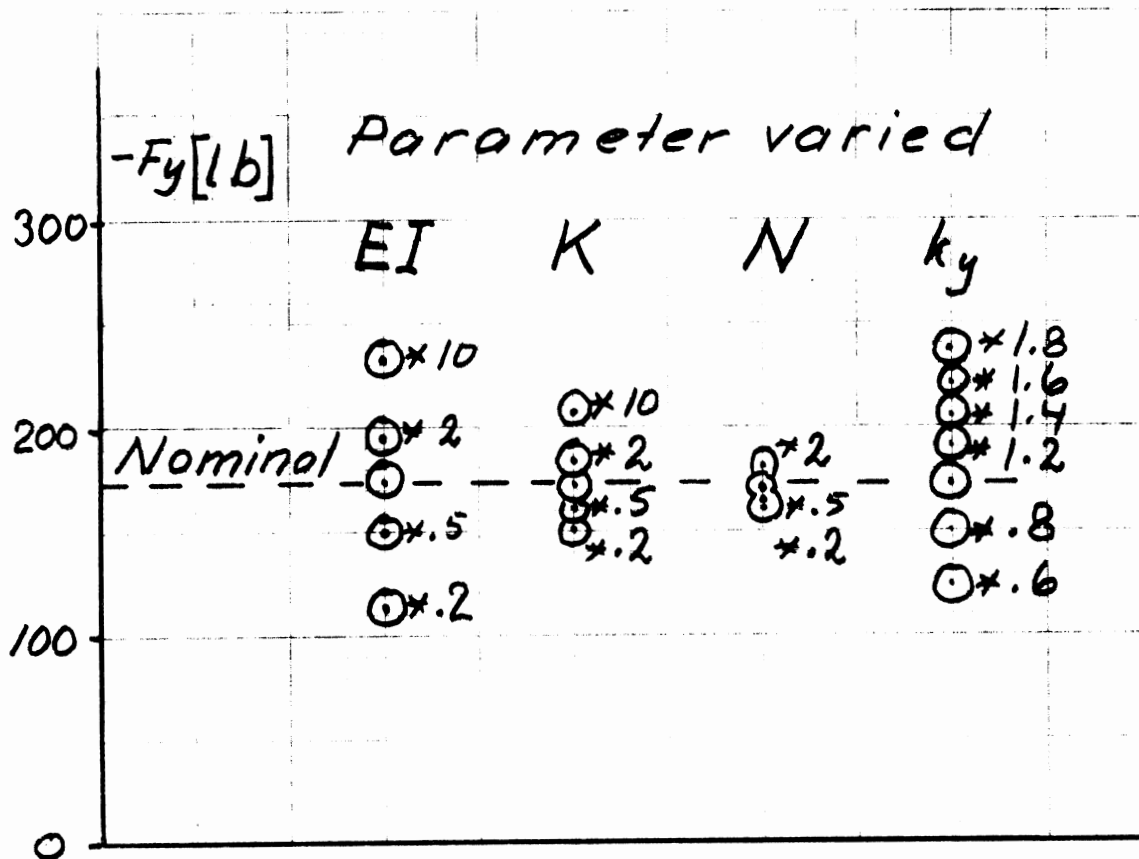 Parameter varied
-Fy[lb]
300
EI K N ky
*10 *1.8
*10 *1.6
200 *2 *2 *2 *1.4
Nominal *1.2
*.5 *.5 *.5 *.8
*.2 *.2
*.2 *.6
100
0